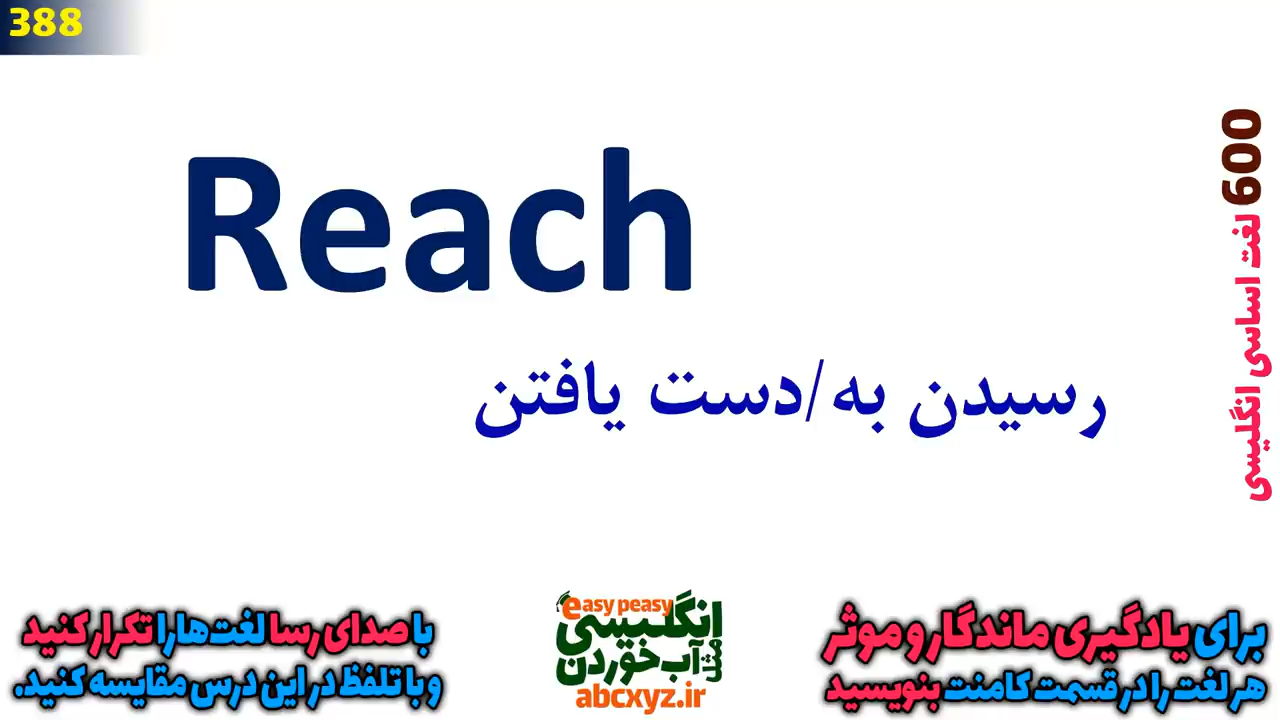 388
Reach
رسیدن به/دست یافتن
600 لغت اساسی انگلیسی
برای یادگیری ماندگار و موثر
هر لغت را در قسمت کامنت بنویسید
easy peasy
انگلیسی
مثل آب خوردن
abcxyz.ir
با صدای رسا لغت‌ها را تکرار کنید
و با تلفظ در این درس مقایسه کنید.